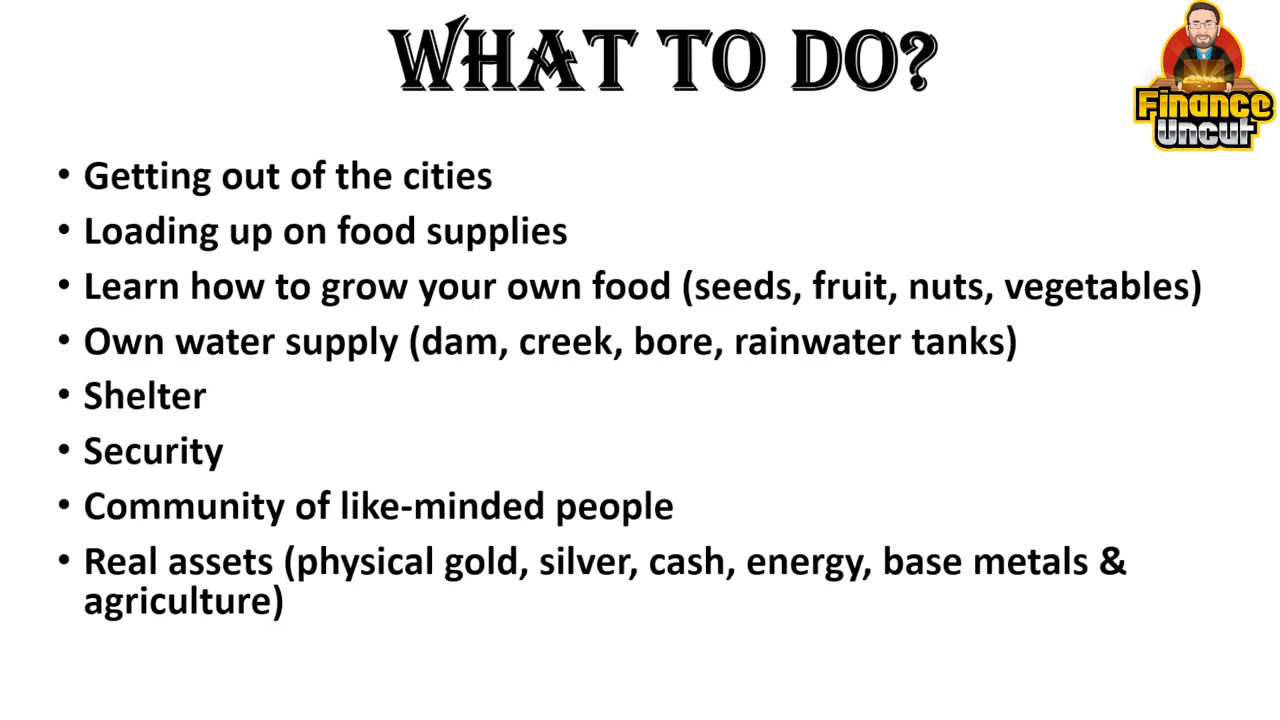 WHAT TO DO?
Finance
Uncut
• Getting out of the cities
• Loading up on food supplies
• Learn how to grow your own food (seeds, fruit, nuts, vegetables)
• Own water supply (dam, creek, bore, rainwater tanks)
• Shelter
• Security
• Community of like-minded people
• Real assets (physical gold, silver, cash, energy, base metals &
agriculture)